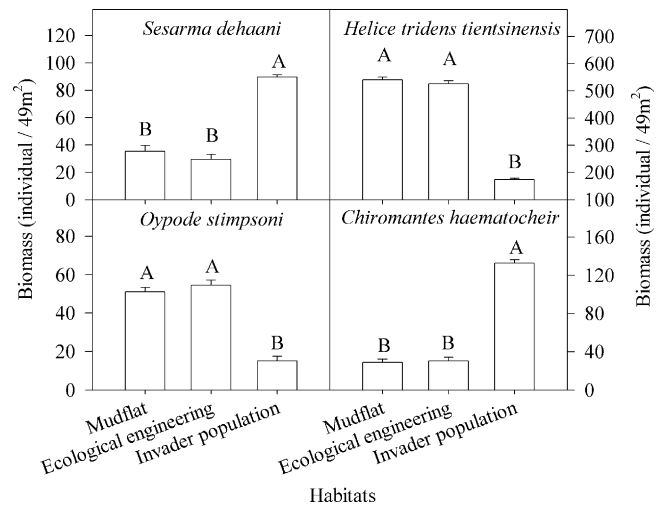 Sesarma dehaani
Helice tridens tientsinensis
120
100
80
60
40
20
0
B
B
A
A
A
B
700
600
500
400
300
200
100
Biomass (individual / 49m²)
Biomass (individual / 49m²)
Oypode stimpsoni
Chiromantes haematocheir
80
60
40
20
0
A
A
B
B
B
A
160
120
80
40
0
Mudflat
Ecological engineering
Invader population
Mudflat
Ecological engineering
Invader population
Habitats